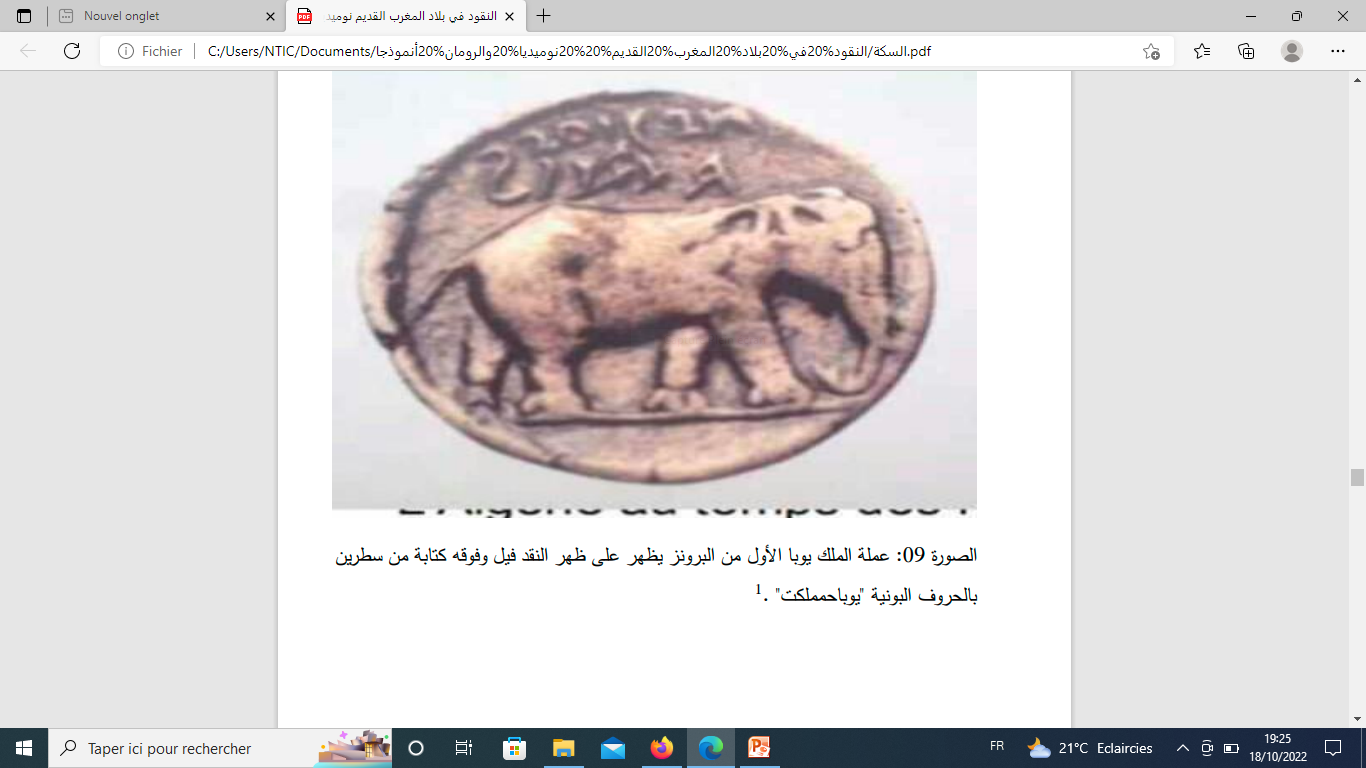 Nouvel onglet
النقود في بلاد المغرب القديم نوميد
Fichier
C:/Users/NTIC/Documents/السكة/النقود%20في%20بلاد%20المغرب%20القديم%20%20نوميديا%20والرومان%20أنموذجا.pdf
الصورة 09: عملة الملك يوبا الأول من البرونز يظهر على ظهر النقد فيل وفوقه كتابة من سطرين
بالحروف البونية "يوباحمملكت" .1
Taper ici pour rechercher
FR
21°C Eclaircies
19:25
18/10/2022